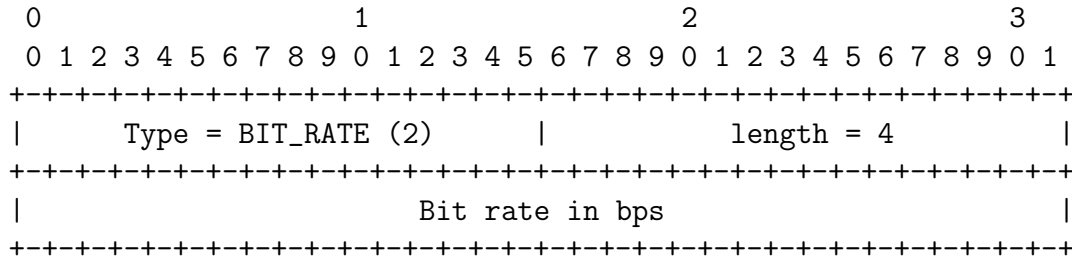 0                   1                   2                   3
 0 1 2 3 4 5 6 7 8 9 0 1 2 3 4 5 6 7 8 9 0 1 2 3 4 5 6 7 8 9 0 1
+-+-+-+-+-+-+-+-+-+-+-+-+-+-+-+-+-+-+-+-+-+-+-+-+-+-+-+-+-+-+-+-+
|      Type = BIT_RATE (2)      |           length = 4          |
+-+-+-+-+-+-+-+-+-+-+-+-+-+-+-+-+-+-+-+-+-+-+-+-+-+-+-+-+-+-+-+-+
|                        Bit rate in bps                        |
+-+-+-+-+-+-+-+-+-+-+-+-+-+-+-+-+-+-+-+-+-+-+-+-+-+-+-+-+-+-+-+-+